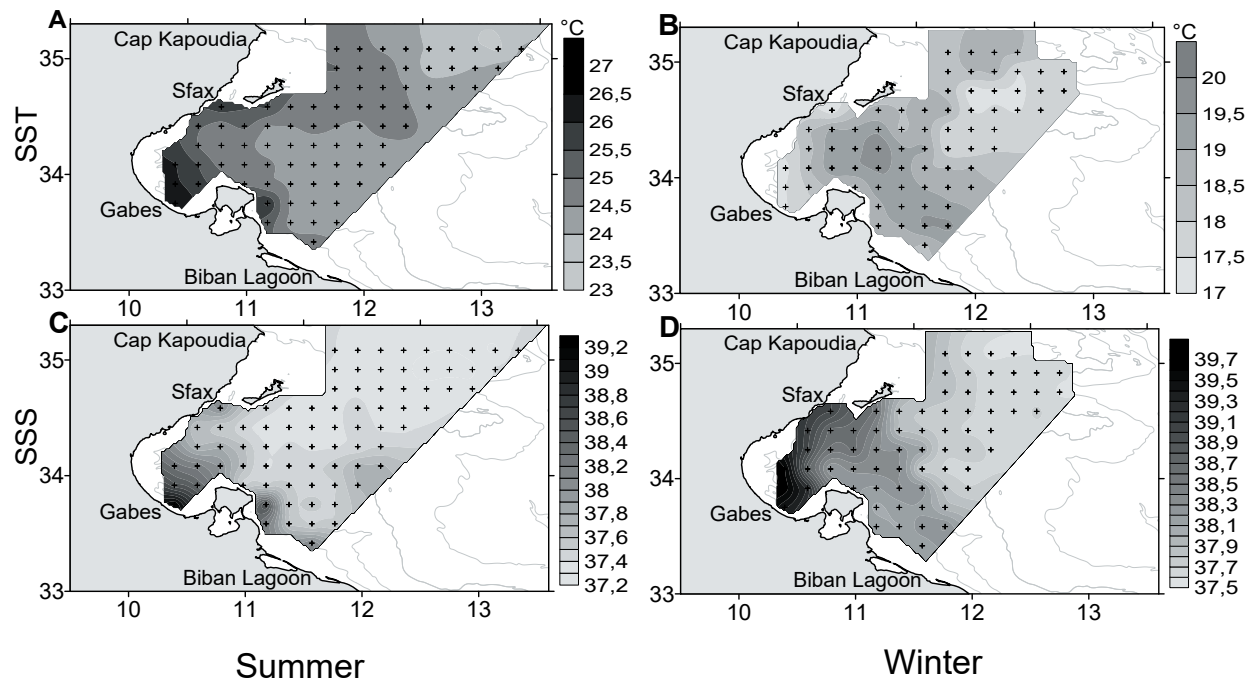 A
Cap Kapoudia
Sfax
Gabes
Biban Lagoon
SST
35
34
33
10
11
12
13
°C
27
26,5
26
25,5
25
24,5
24
23,5
23
B
Cap Kapoudia
Sfax
Gabes
Biban Lagoon
35
34
33
10
11
12
13
°C
20
19,5
19
18,5
18
17,5
17
C
Cap Kapoudia
Sfax
Gabes
Biban Lagoon
SSS
35
34
33
10
11
12
13
39,2
39
38,8
38,6
38,4
38,2
38
37,8
37,6
37,4
37,2
D
Cap Kapoudia
Sfax
Gabes
Biban Lagoon
35
34
33
10
11
12
13
39,7
39,5
39,3
39,1
38,9
38,7
38,5
38,3
38,1
37,9
37,7
37,5
Summer
Winter